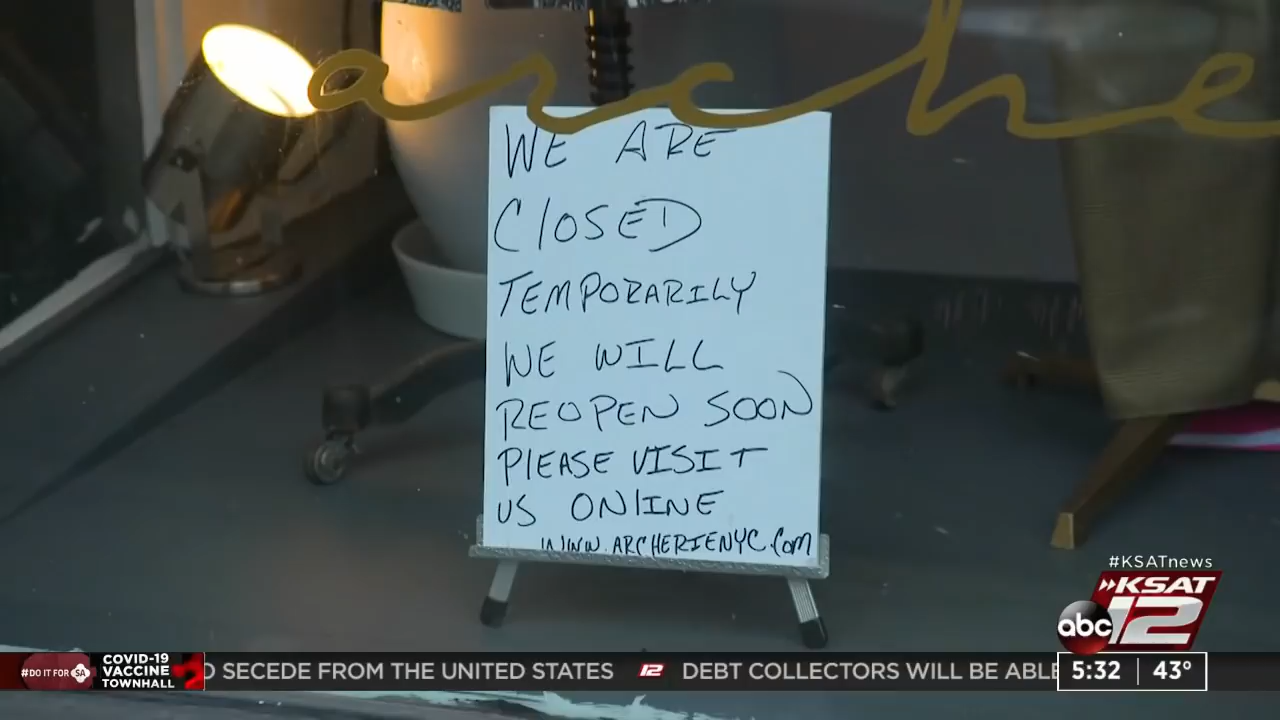 arche
WE ARE
CLOSED
TEMPORARILY
WE WILL
REOPEN SOON
PLEASE VISIT
US ONLINE
WWW.ARCHERIENYC.COM
#KSATnews
KSAT
abc 12
#DO IT FOR SA
COVID-19
VACCINE
TOWNHALL
O SECEDE FROM THE UNITED STATES 12 DEBT COLLECTORS WILL BE ABLE
5:32 43°